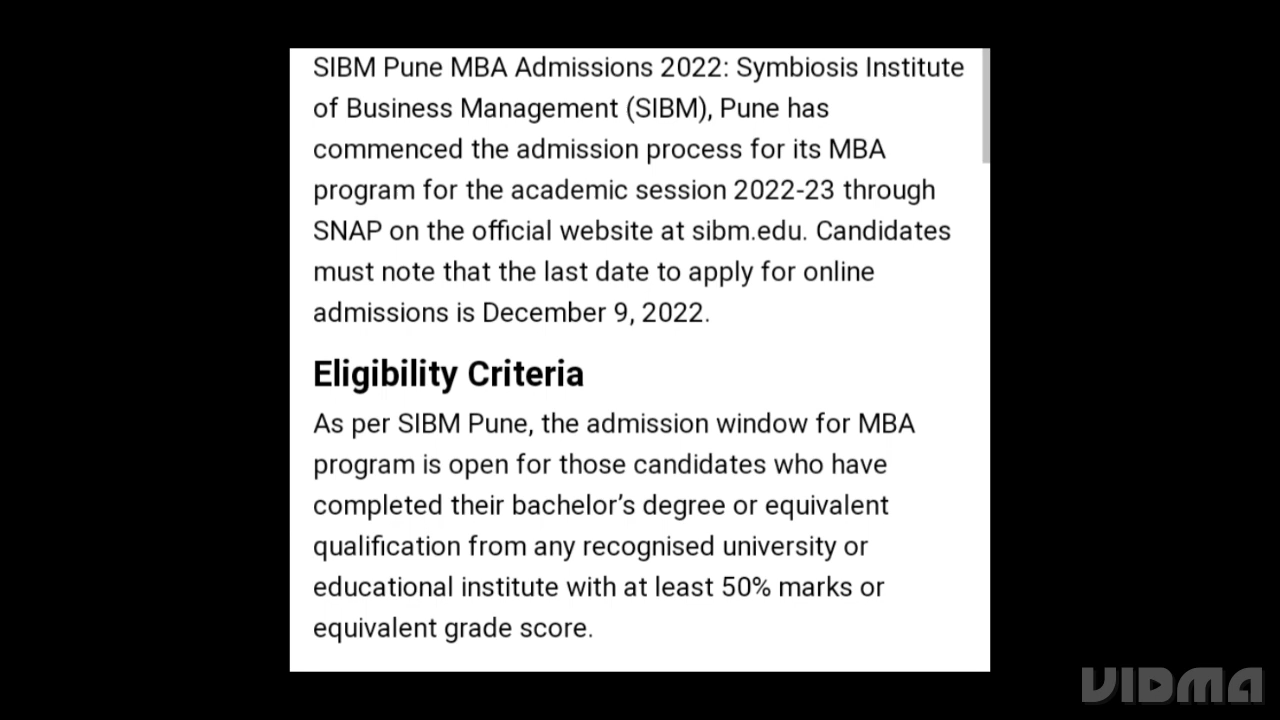 SIBM Pune MBA Admissions 2022: Symbiosis Institute
of Business Management (SIBM), Pune has
commenced the admission process for its MBA
program for the academic session 2022-23 through
SNAP on the official website at sibm.edu. Candidates
must note that the last date to apply for online
admissions is December 9, 2022.
Eligibility Criteria
As per SIBM Pune, the admission window for MBA
program is open for those candidates who have
completed their bachelor’s degree or equivalent
qualification from any recognised university or
educational institute with at least 50% marks or
equivalent grade score.
VIDMA